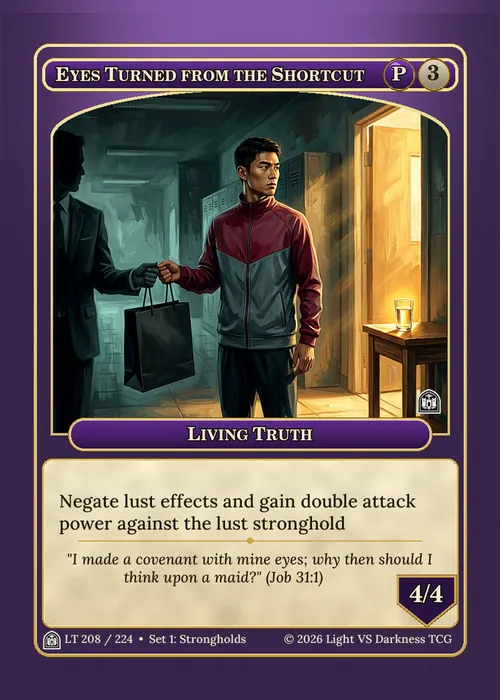 Eyes Turned from the Shortcut P 3
Living Truth
Negate lust effects and gain double attack
power against the lust stronghold
"I made a covenant with mine eyes; why then should I
think upon a maid?" (Job 31:1)
4/4
LT 208 / 224 • Set 1: Strongholds © 2026 Light VS Darkness TCG